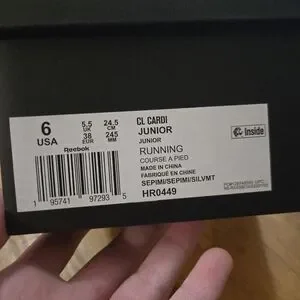 6
USA
5.5
UK
38
EUR
24.5
CM
245
MM
Reebok
1 95741 97293 5
CL CARDI
JUNIOR
JUNIOR
RUNNING
COURSE A PIED
MADE IN CHINA
FABRIQUÉ EN CHINE
SEPIMI/SEPIMI/SILVMT
HR0449
Inside